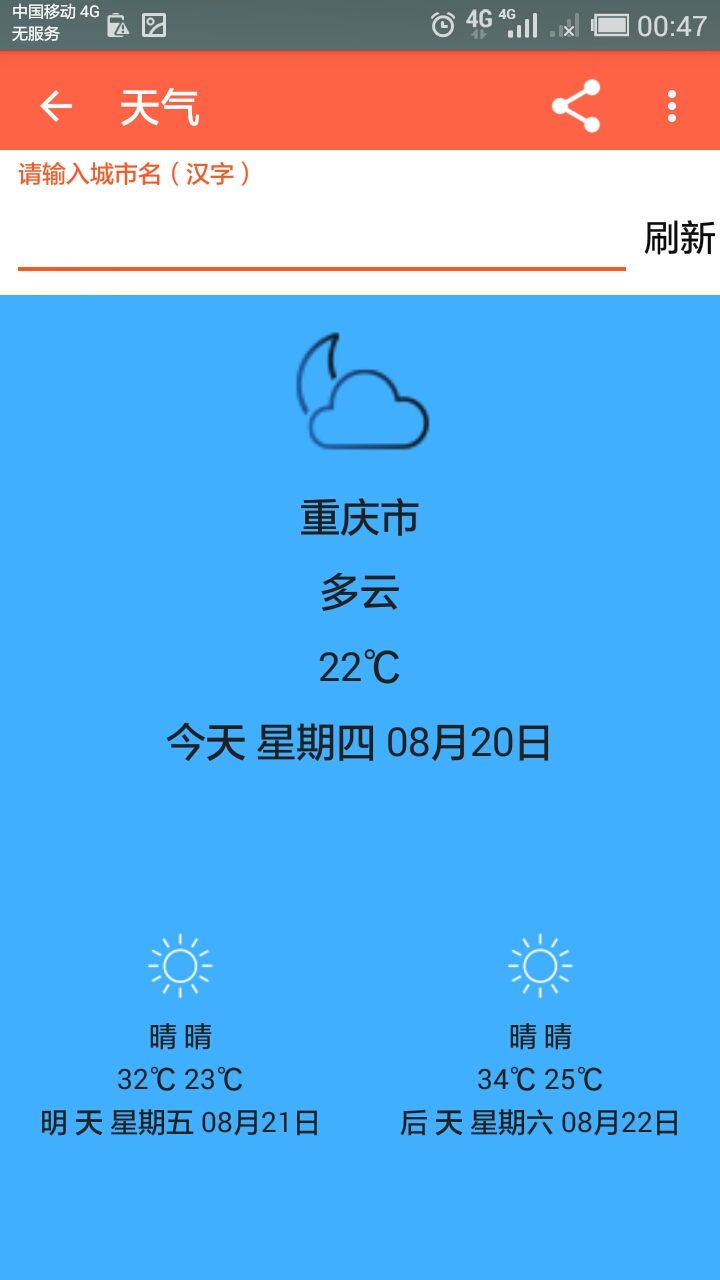 中国移动 4G
无服务
4G 4G 00:47
天气
请输入城市名（汉字）
刷新
重庆市
多云
22℃
今天 星期四 08月20日
晴 晴
32℃ 23℃
明 天 星期五 08月21日
晴 晴
34℃ 25℃
后 天 星期六 08月22日